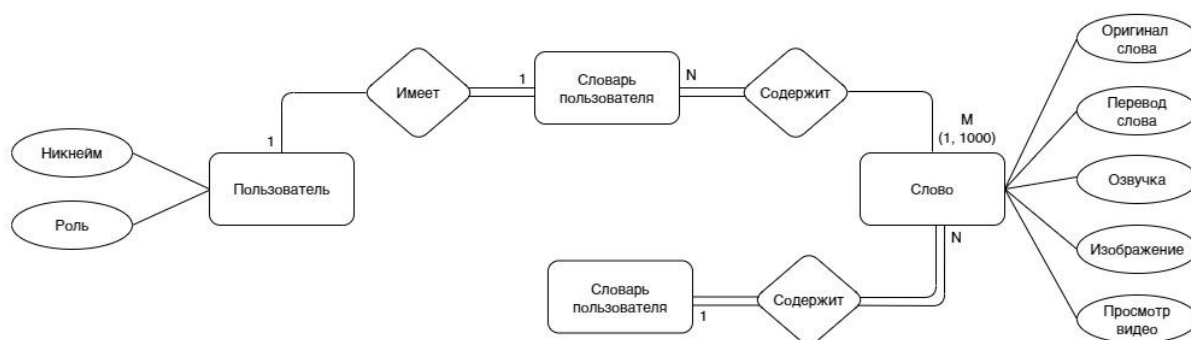 Никнейм
Роль
Пользователь
1
Имеет
1
Словарь
пользователя
N
Содержит
M
(1, 1000)
Слово
N
Словарь
пользователя
1
Содержит
Оригинал
слова
Перевод
слова
Озвучка
Изображение
Просмотр
видео